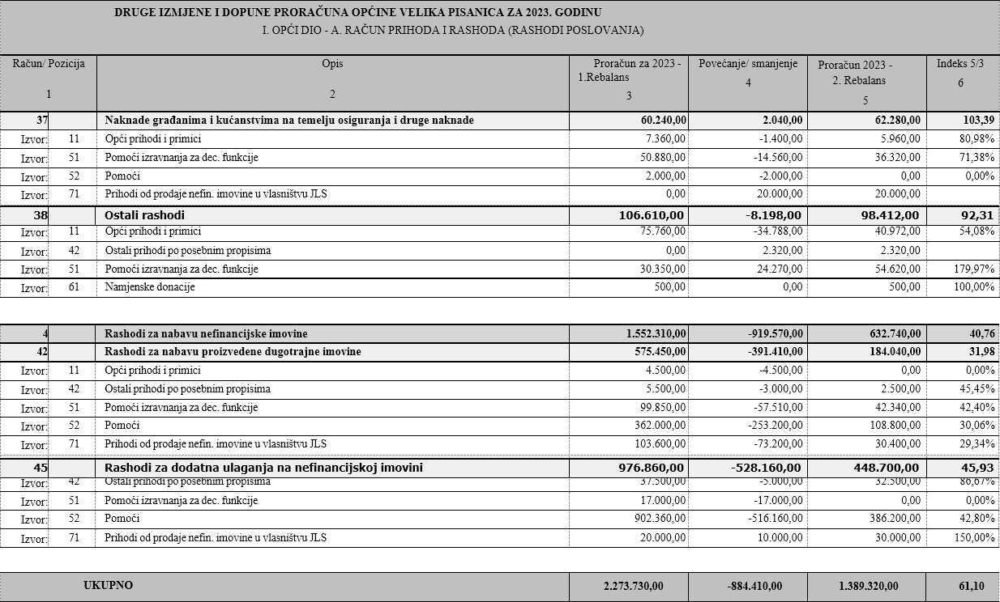 DRUGE IZMJENE I DOPUNE PRORAČUNA OPĆINE VELIKA PISANICA ZA 2023. GODINU
I. OPĆI DIO - A. RAČUN PRIHODA I RASHODA (RASHODI POSLOVANJA)
Račun/ Pozicija Opis Proračun za 2023 - 1.Rebalans Povećanje/ smanjenje Proračun 2023 - 2. Rebalans Indeks 5/3
1 2 3 4 5 6
37 Naknade građanima i kućanstvima na temelju osiguranja i druge naknade 60.240,00 2.040,00 62.280,00 103,39
Izvor: 11 Opći prihodi i primici 7.360,00 -1.400,00 5.960,00 80,98%
Izvor: 51 Pomoći izravnanja za dec. funkcije 50.880,00 -14.560,00 36.320,00 71,38%
Izvor: 52 Pomoći 2.000,00 -2.000,00 0,00 0,00%
Izvor: 71 Prihodi od prodaje nefin. imovine u vlasništvu JLS 0,00 20.000,00 20.000,00
38 Ostali rashodi 106.610,00 -8.198,00 98.412,00 92,31
Izvor: 11 Opći prihodi i primici 75.760,00 -34.788,00 40.972,00 54,08%
Izvor: 42 Ostali prihodi po posebnim propisima 0,00 2.320,00 2.320,00
Izvor: 51 Pomoći izravnanja za dec. funkcije 30.350,00 24.270,00 54.620,00 179,97%
Izvor: 61 Namjenske donacije 500,00 0,00 500,00 100,00%
4 Rashodi za nabavu nefinancijske imovine 1.552.310,00 -919.570,00 632.740,00 40,76
42 Rashodi za nabavu proizvedene dugotrajne imovine 575.450,00 -391.410,00 184.040,00 31,98
Izvor: 11 Opći prihodi i primici 4.500,00 -4.500,00 0,00 0,00%
Izvor: 42 Ostali prihodi po posebnim propisima 5.500,00 -3.000,00 2.500,00 45,45%
Izvor: 51 Pomoći izravnanja za dec. funkcije 99.850,00 -57.510,00 42.340,00 42,40%
Izvor: 52 Pomoći 362.000,00 -253.200,00 108.800,00 30,06%
Izvor: 71 Prihodi od prodaje nefin. imovine u vlasništvu JLS 103.600,00 -73.200,00 30.400,00 29,34%
45 Rashodi za dodatna ulaganja na nefinancijskoj imovini 976.860,00 -528.160,00 448.700,00 45,93
Izvor: 42 Ostali prihodi po posebnim propisima 37.500,00 -5.000,00 32.500,00 86,67%
Izvor: 51 Pomoći izravnanja za dec. funkcije 17.000,00 -17.000,00 0,00 0,00%
Izvor: 52 Pomoći 902.360,00 -516.160,00 386.200,00 42,80%
Izvor: 71 Prihodi od prodaje nefin. imovine u vlasništvu JLS 20.000,00 10.000,00 30.000,00 150,00%
UKUPNO 2.273.730,00 -884.410,00 1.389.320,00 61,10